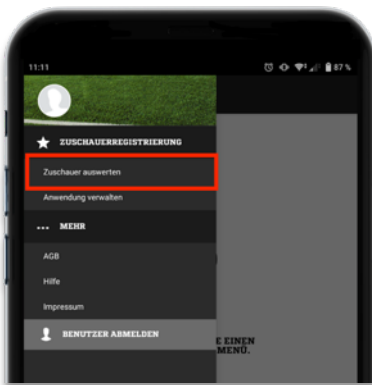 11:11
87 %
ZUSCHAUERREGISTRIERUNG
Zuschauer auswerten
Anwendung verwalten
MEHR
AGB
Hilfe
Impressum
BENUTZER ABMELDEN
E EINEN
MENÜ.